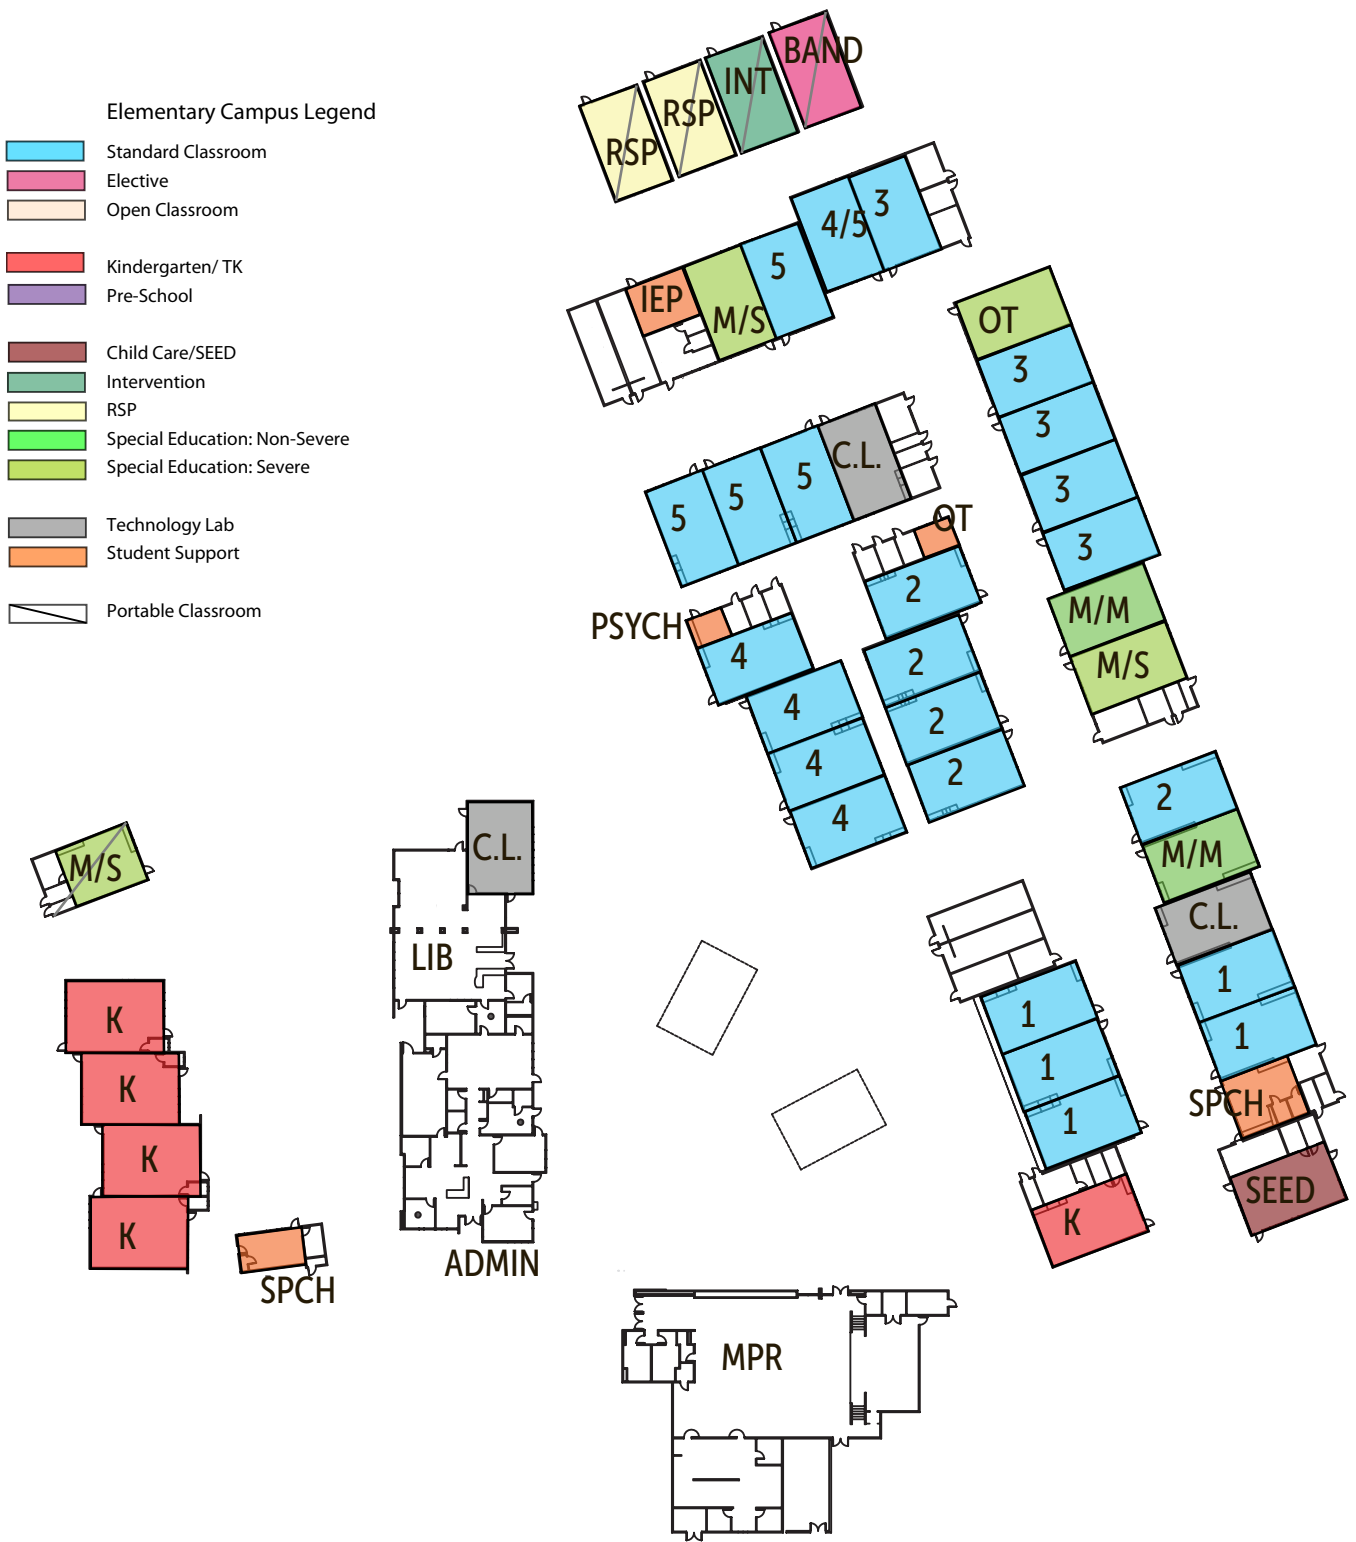 Elementary Campus Legend
Standard Classroom
Elective
Open Classroom
Kindergarten/ TK
Pre-School
Child Care/SEED
Intervention
RSP
Special Education: Non-Severe
Special Education: Severe
Technology Lab
Student Support
Portable Classroom
BAND
INT
RSP
RSP
3
4/5
5
IEP
M/S
OT
3
3
3
3
M/M
M/S
C.L.
5
5
5
OT
2
2
2
2
PSYCH
4
4
4
4
2
M/M
C.L.
1
1
SPCH
SEED
1
1
1
K
M/S
K
K
K
K
SPCH
C.L.
LIB
ADMIN
MPR